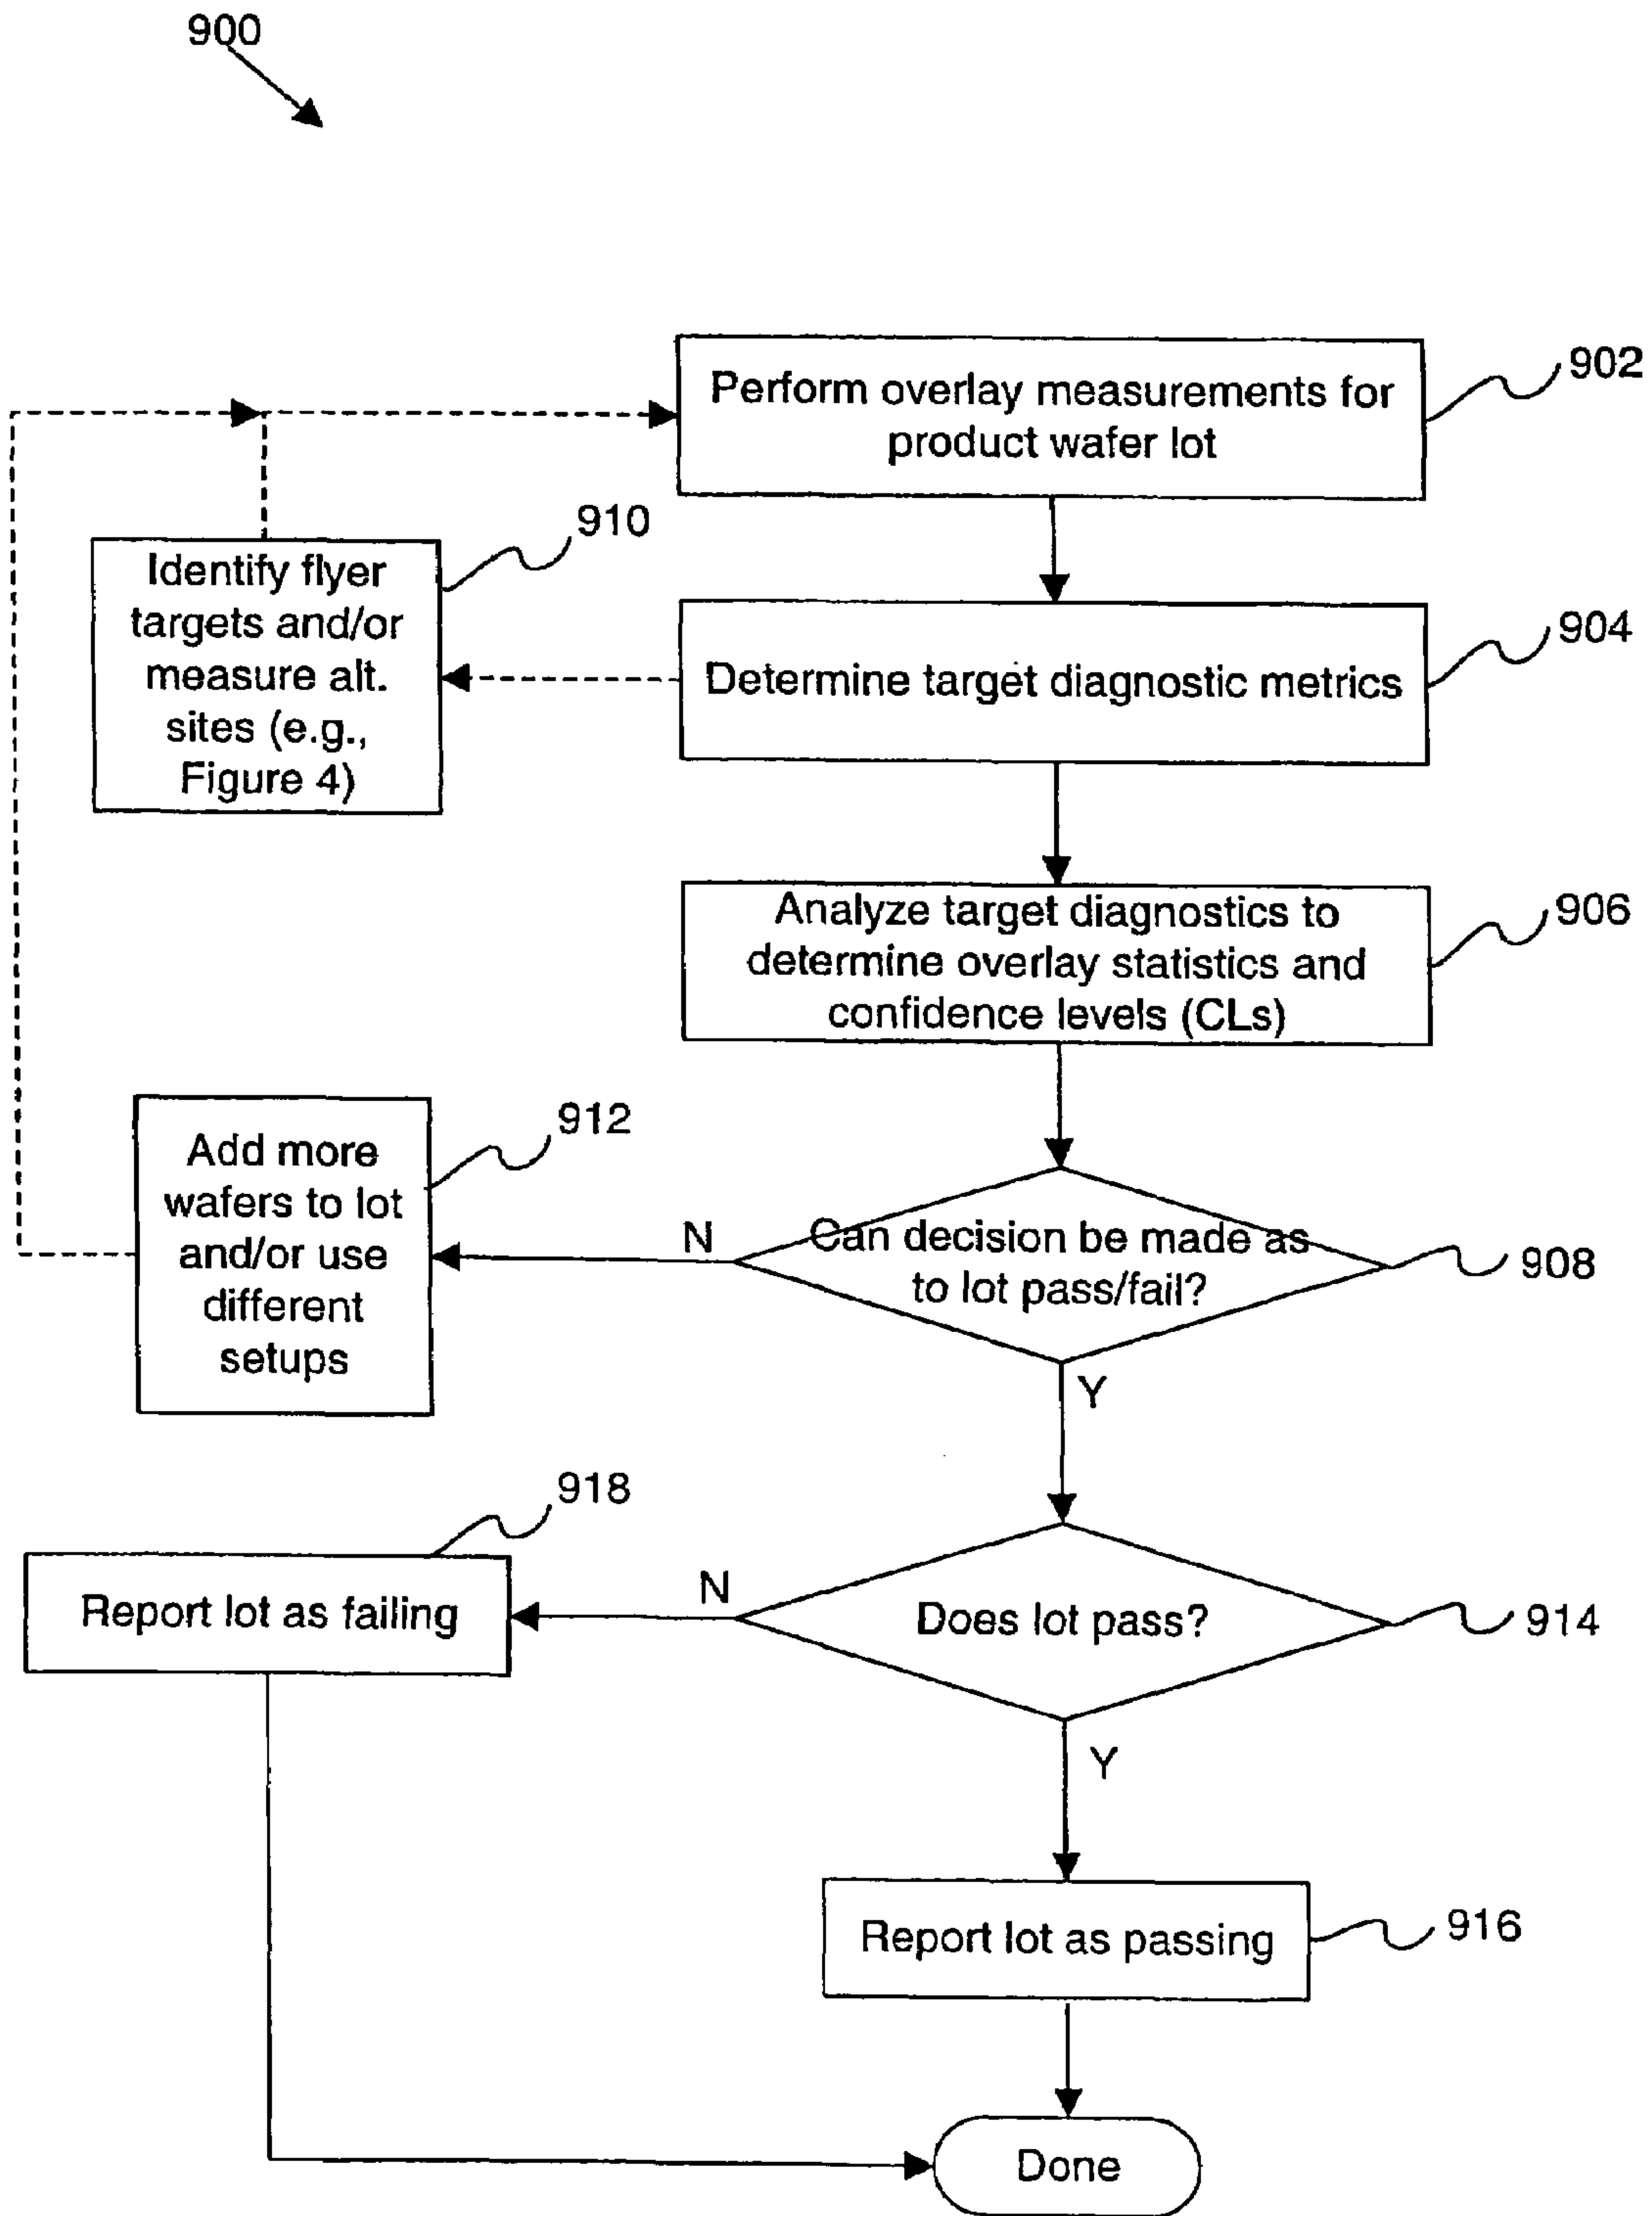 900
Perform overlay measurements for
product wafer lot
902
910
Identify flyer
targets and/or
measure alt.
sites (e.g.,
Figure 4)
Determine target diagnostic metrics
904
Analyze target diagnostics to
determine overlay statistics and
confidence levels (CLs)
906
912
Add more
wafers to lot
and/or use
different
setups
N
Can decision be made as
to lot pass/fail?
908
Y
918
Report lot as failing
N
Does lot pass?
914
Y
Report lot as passing
916
Done